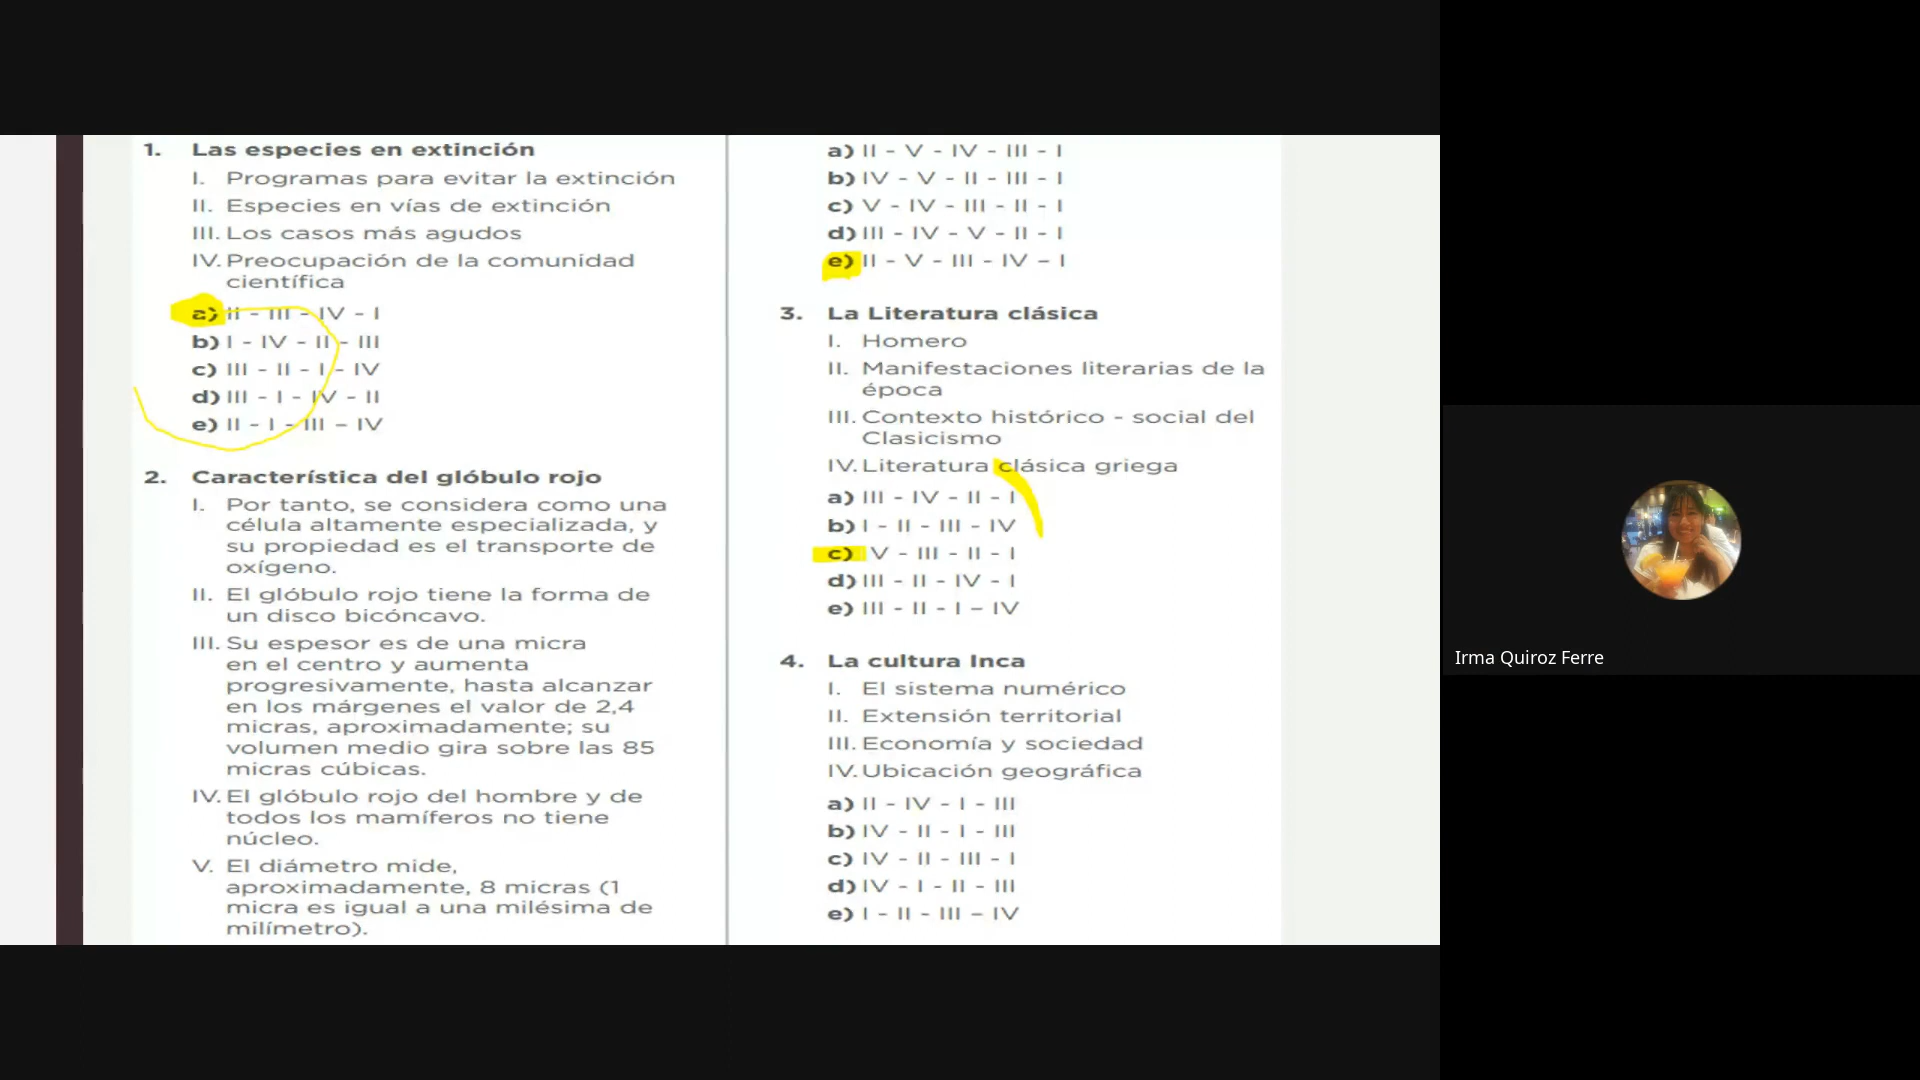 1. Las especies en extinción
I. Programas para evitar la extinción
II. Especies en vías de extinción
III. Los casos más agudos
IV. Preocupación de la comunidad
científica
a) II - III - IV - I
b) I - IV - II - III
c) III - II - I - IV
d) III - I - IV - II
e) II - I - III – IV
2. Característica del glóbulo rojo
I. Por tanto, se considera como una
célula altamente especializada, y
su propiedad es el transporte de
oxígeno.
II. El glóbulo rojo tiene la forma de
un disco bicóncavo.
III. Su espesor es de una micra
en el centro y aumenta
progresivamente, hasta alcanzar
en los márgenes el valor de 2,4
micras, aproximadamente; su
volumen medio gira sobre las 85
micras cúbicas.
IV. El glóbulo rojo del hombre y de
todos los mamíferos no tiene
núcleo.
V. El diámetro mide,
aproximadamente, 8 micras (1
micra es igual a una milésima de
milímetro).
a) II - V - IV - III - I
b) IV - V - II - III - I
c) V - IV - III - II - I
d) III - IV - V - II - I
e) II - V - III - IV – I
3. La Literatura clásica
I. Homero
II. Manifestaciones literarias de la
época
III. Contexto histórico - social del
Clasicismo
IV. Literatura clásica griega
a) III - IV - II - I
b) I - II - III - IV
c) V - III - II - I
d) III - II - IV - I
e) III - II - I – IV
4. La cultura Inca
I. El sistema numérico
II. Extensión territorial
III. Economía y sociedad
IV. Ubicación geográfica
a) II - IV - I - III
b) IV - II - I - III
c) IV - II - III - I
d) IV - I - II - III
e) I - II - III – IV
Irma Quiroz Ferre